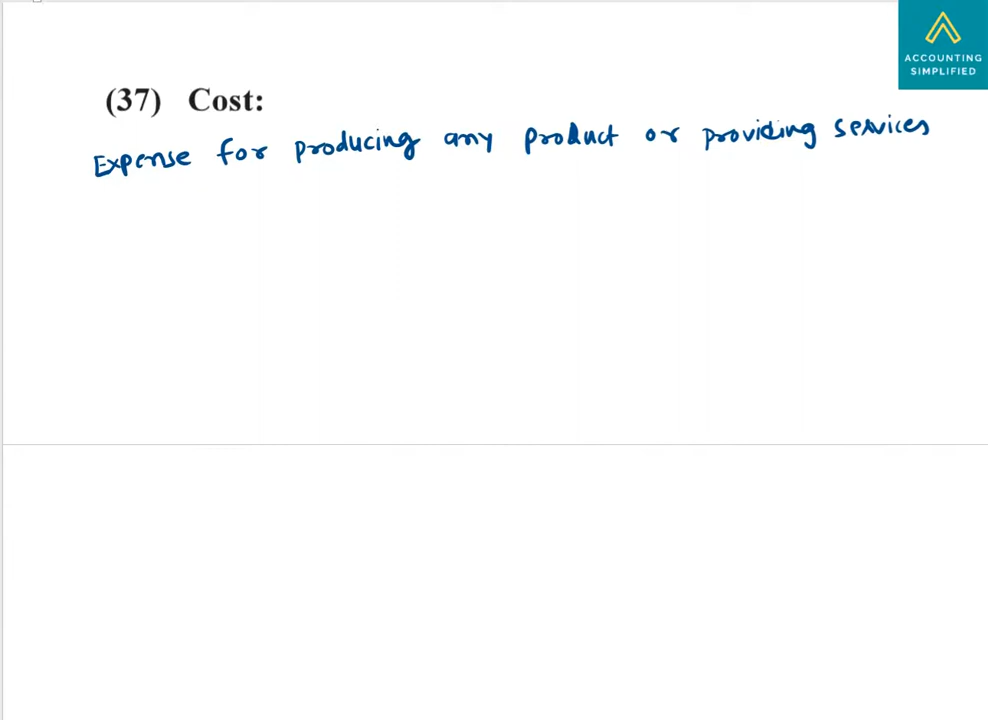 ACCOUNTING
SIMPLIFIED
(37) Cost:
Expense for producing any product or providing services